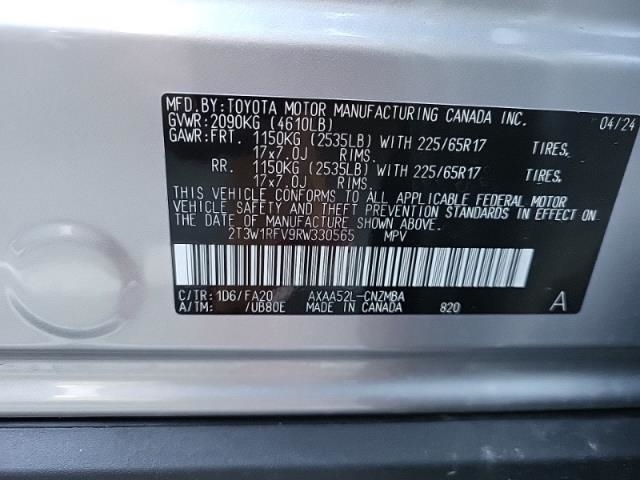 MFD.BY:TOYOTA MOTOR MANUFACTURING CANADA INC. 04/24
GVWR:2090KG (4610LB)
GAWR:FRT. 1150KG (2535LB) WITH 225/65R17 TIRES,
17x7.0J RIMS.
RR. 1150KG (2535LB) WITH 225/65R17 TIRES,
17x7.0J RIMS.
THIS VEHICLE CONFORMS TO ALL APPLICABLE FEDERAL MOTOR
VEHICLE SAFETY AND THEFT PREVENTION STANDARDS IN EFFECT ON
THE DATE OF MANUFACTURE SHOWN ABOVE.
2T3W1RFV9RW330565 MPV
C/TR:1D6/FA20 AXAA52L-CNZMBA A
A/TM: /UB80E MADE IN CANADA 820